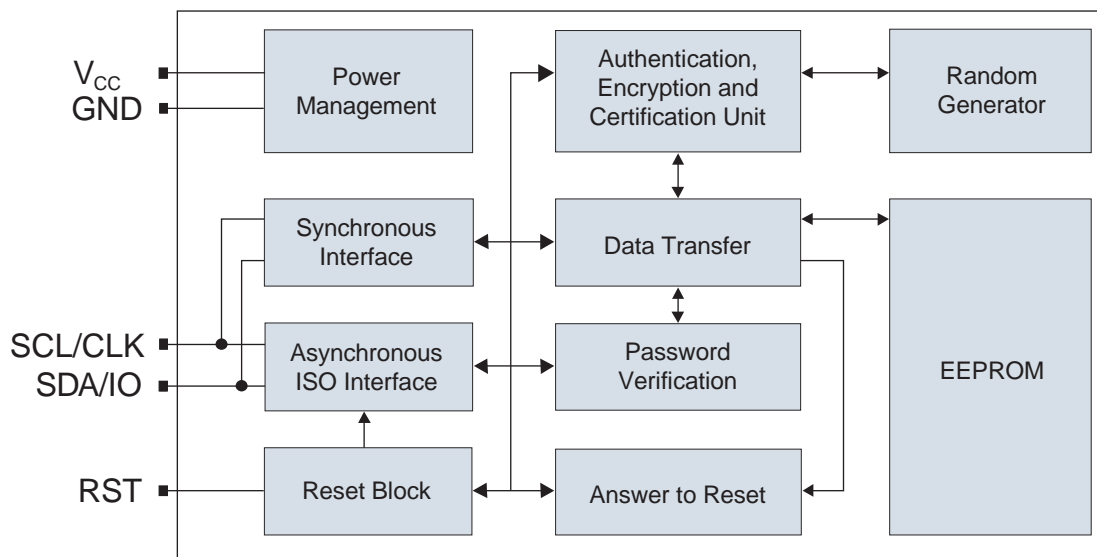 V_CC
GND
Power
Management
Authentication,
Encryption and
Certification Unit
Random
Generator
Synchronous
Interface
Data Transfer
SCL/CLK
SDA/IO
Asynchronous
ISO Interface
Password
Verification
EEPROM
RST
Reset Block
Answer to Reset